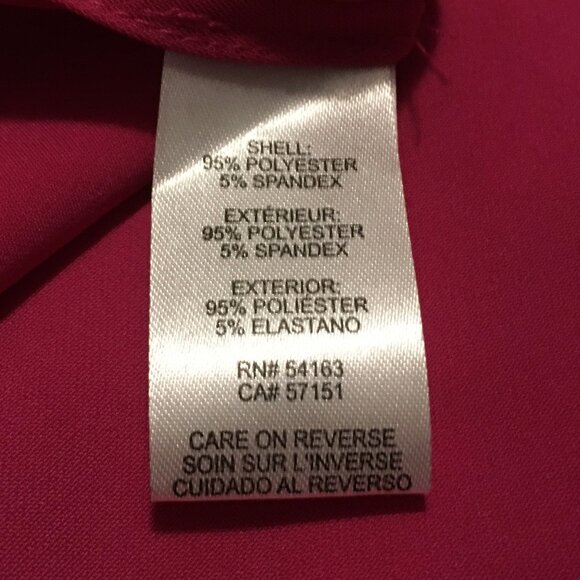 SHELL:
95% POLYESTER
5% SPANDEX
EXTÉRIEUR:
95% POLYESTER
5% SPANDEX
EXTERIOR:
95% POLIÉSTER
5% ELASTANO
RN# 54163
CA# 57151
CARE ON REVERSE
SOIN SUR L'INVERSE
CUIDADO AL REVERSO